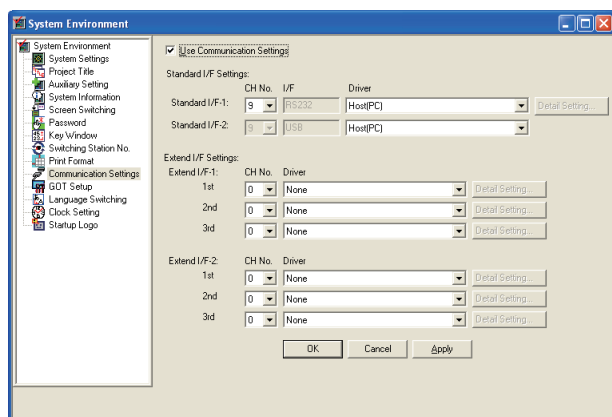 System Environment
System Environment
System Settings
Project Title
Auxiliary Setting
System Information
Screen Switching
Password
Key Window
Switching Station No.
Print Format
Communication Settings
GOT Setup
Language Switching
Clock Setting
Startup Logo
Use Communication Settings
Standard I/F Settings:
CH No. I/F Driver
Standard I/F-1: 9 RS232 Host(PC) Detail Setting...
Standard I/F-2: 9 USB Host(PC)
Extend I/F Settings:
Extend I/F-1: CH No. Driver
1st 0 None Detail Setting...
2nd 0 None Detail Setting...
3rd 0 None Detail Setting...
Extend I/F-2: CH No. Driver
1st 0 None Detail Setting...
2nd 0 None Detail Setting...
3rd 0 None Detail Setting...
OK Cancel Apply